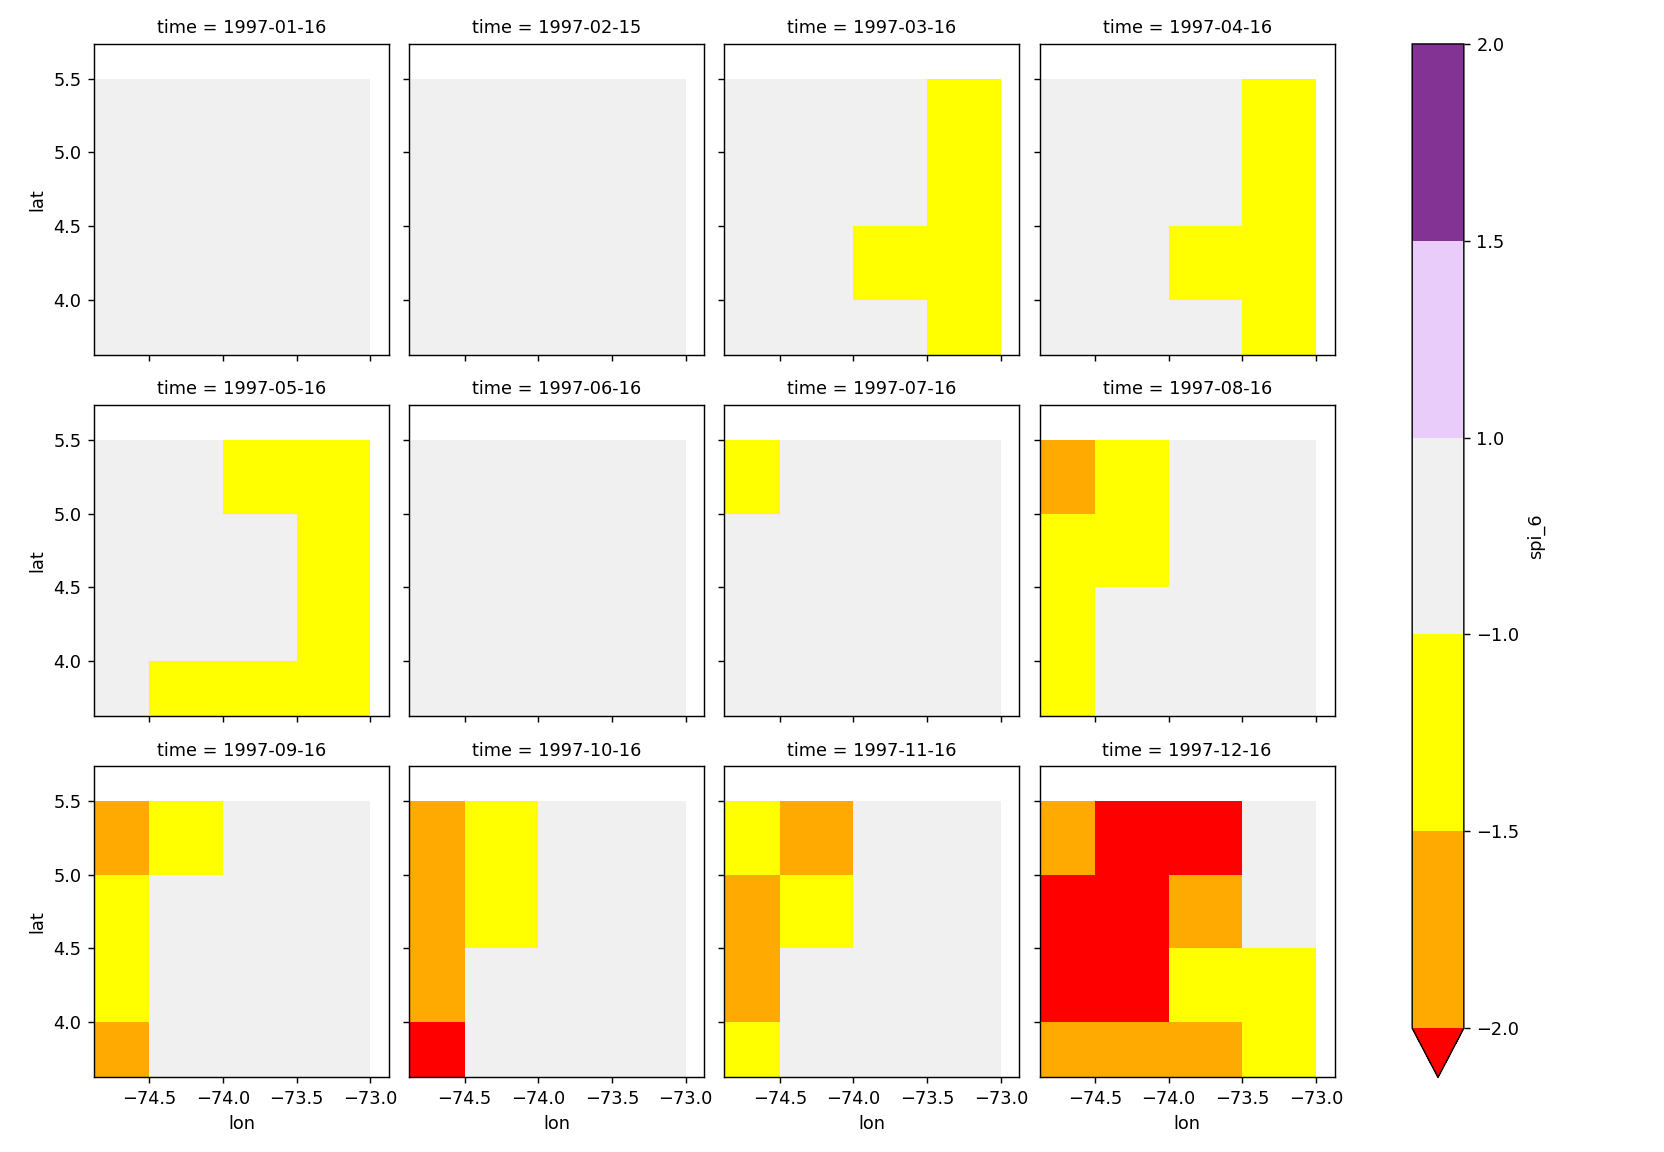 time = 1997-01-16
time = 1997-02-15
time = 1997-03-16
time = 1997-04-16
2.0
1.5
1.0
−1.0
−1.5
−2.0
spi_6
lat
5.5
5.0
4.5
4.0
time = 1997-05-16
time = 1997-06-16
time = 1997-07-16
time = 1997-08-16
lat
5.5
5.0
4.5
4.0
time = 1997-09-16
time = 1997-10-16
time = 1997-11-16
time = 1997-12-16
lat
5.5
5.0
4.5
4.0
−74.5 −74.0 −73.5 −73.0
lon
−74.5 −74.0 −73.5 −73.0
lon
−74.5 −74.0 −73.5 −73.0
lon
−74.5 −74.0 −73.5 −73.0
lon